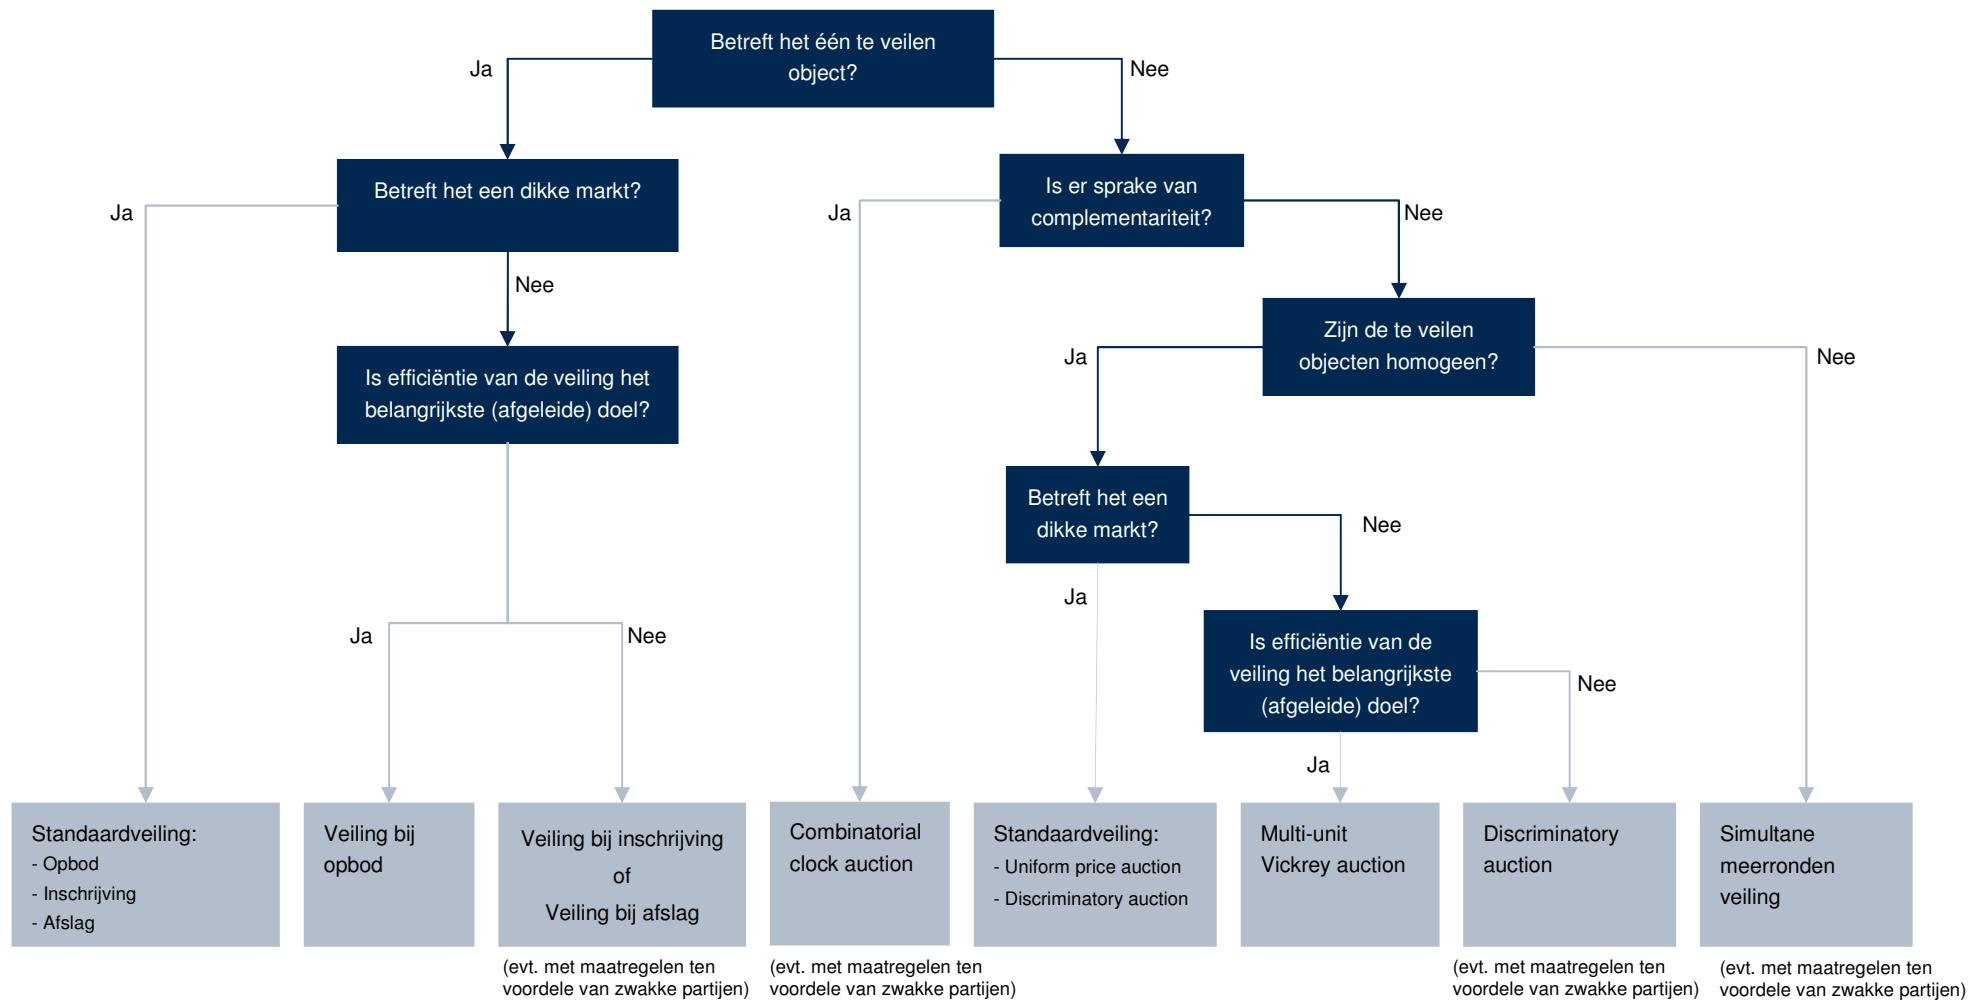 Betreft het één te veilen
object?
Ja
Nee
Betreft het een dikke markt?
Is er sprake van
complementariteit?
Ja
Ja
Nee
Nee
Zijn de te veilen
objecten homogeen?
Ja
Nee
Is efficiëntie van de veiling het
belangrijkste (afgeleide) doel?
Betreft het een
dikke markt?
Nee
Ja
Ja
Nee
Is efficiëntie van de
veiling het belangrijkste
(afgeleide) doel?
Nee
Ja
Standaardveiling:
- Opbod
- Inschrijving
- Afslag
Veiling bij
opbod
Veiling bij inschrijving
of
Veiling bij afslag
(evt. met maatregelen ten
voordele van zwakke partijen)
Combinatorial
clock auction
(evt. met maatregelen ten
voordele van zwakke partijen)
Standaardveiling:
- Uniform price auction
- Discriminatory auction
Multi-unit
Vickrey auction
Discriminatory
auction
(evt. met maatregelen ten
voordele van zwakke partijen)
Simultane
meerronden
veiling
(evt. met maatregelen ten
voordele van zwakke partijen)